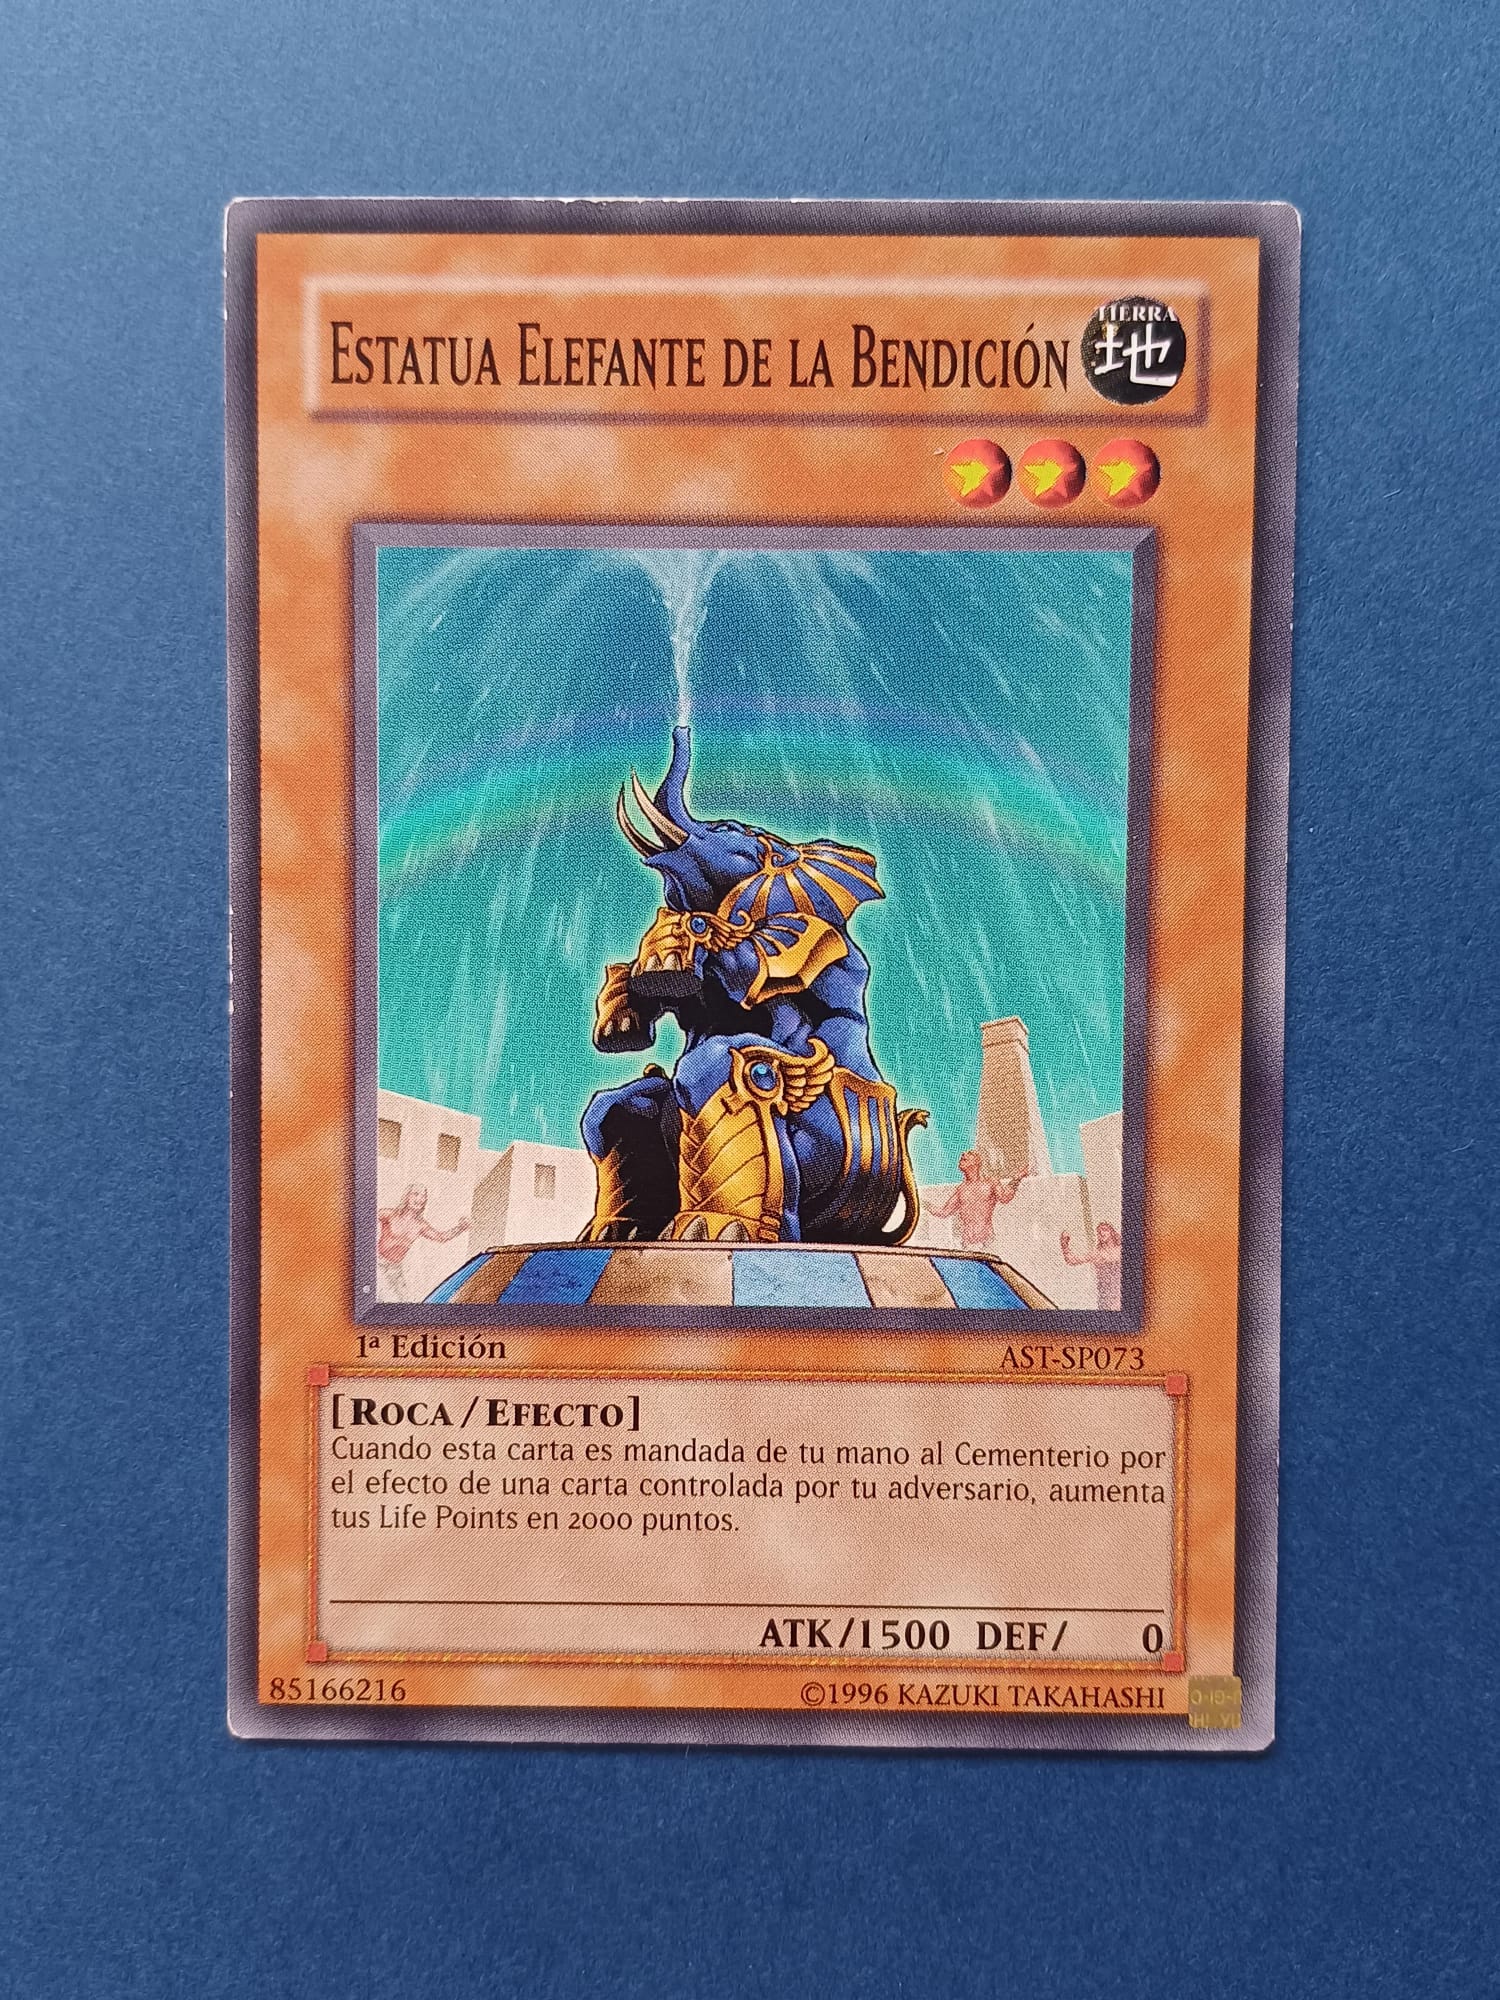 Estatua Elefante de la Bendición
TIERRA
地
1ª Edición
AST-SP073
[Roca/Efecto]
Cuando esta carta es mandada de tu mano al Cementerio por
el efecto de una carta controlada por tu adversario, aumenta
tus Life Points en 2000 puntos.
ATK/1500 DEF/ 0
85166216
©1996 KAZUKI TAKAHASHI